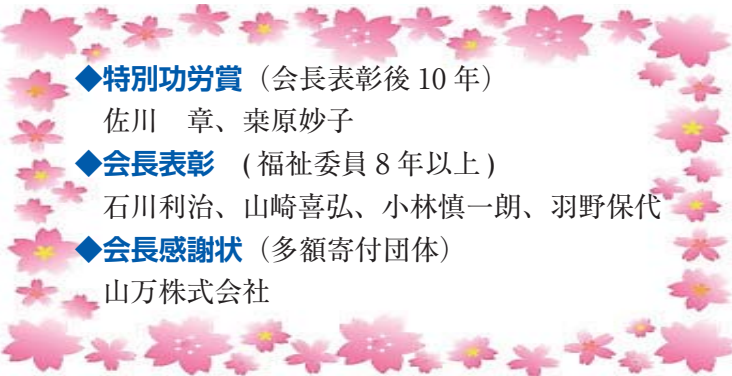 ◆特別功労賞（会長表彰後 10 年）
佐川　章、桒原妙子
◆会長表彰　( 福祉委員 8 年以上 )
石川利治、山崎喜弘、小林慎一朗、羽野保代
◆会長感謝状（多額寄付団体）
山万株式会社